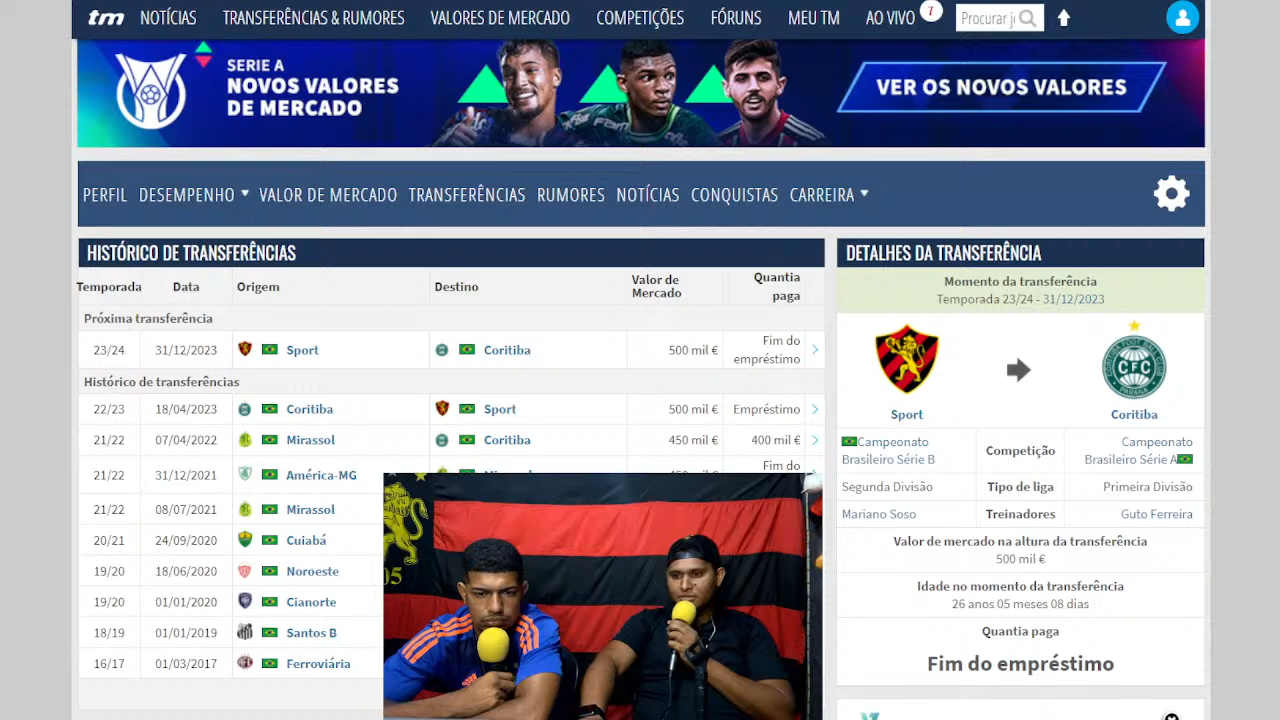 tm NOTÍCIAS TRANSFERÊNCIAS & RUMORES VALORES DE MERCADO COMPETIÇÕES FÓRUNS MEU TM AO VIVO 7 Procurar
SERIE A
NOVOS VALORES
DE MERCADO
VER OS NOVOS VALORES
PERFIL DESEMPENHO VALOR DE MERCADO TRANSFERÊNCIAS RUMORES NOTÍCIAS CONQUISTAS CARREIRA
HISTÓRICO DE TRANSFERÊNCIAS
Temporada Data Origem Destino Valor de Mercado Quantia paga
Próxima transferência
23/24 31/12/2023 Sport Coritiba 500 mil € Fim do empréstimo
Histórico de transferências
22/23 18/04/2023 Coritiba Sport 500 mil € Empréstimo
21/22 07/04/2022 Mirassol Coritiba 450 mil € 400 mil €
21/22 31/12/2021 América-MG Fim do
21/22 08/07/2021 Mirassol
20/21 24/09/2020 Cuiabá
19/20 18/06/2020 Noroeste
19/20 01/01/2020 Cianorte
18/19 01/01/2019 Santos B
16/17 01/03/2017 Ferroviária
05
DETALHES DA TRANSFERÊNCIA
Momento da transferência
Temporada 23/24 - 31/12/2023
CFC
Sport Coritiba
Campeonato Brasileiro Série B Competição Campeonato Brasileiro Série A
Segunda Divisão Tipo de liga Primeira Divisão
Mariano Soso Treinadores Guto Ferreira
Valor de mercado na altura da transferência
500 mil €
Idade no momento da transferência
26 anos 05 meses 08 dias
Quantia paga
Fim do empréstimo